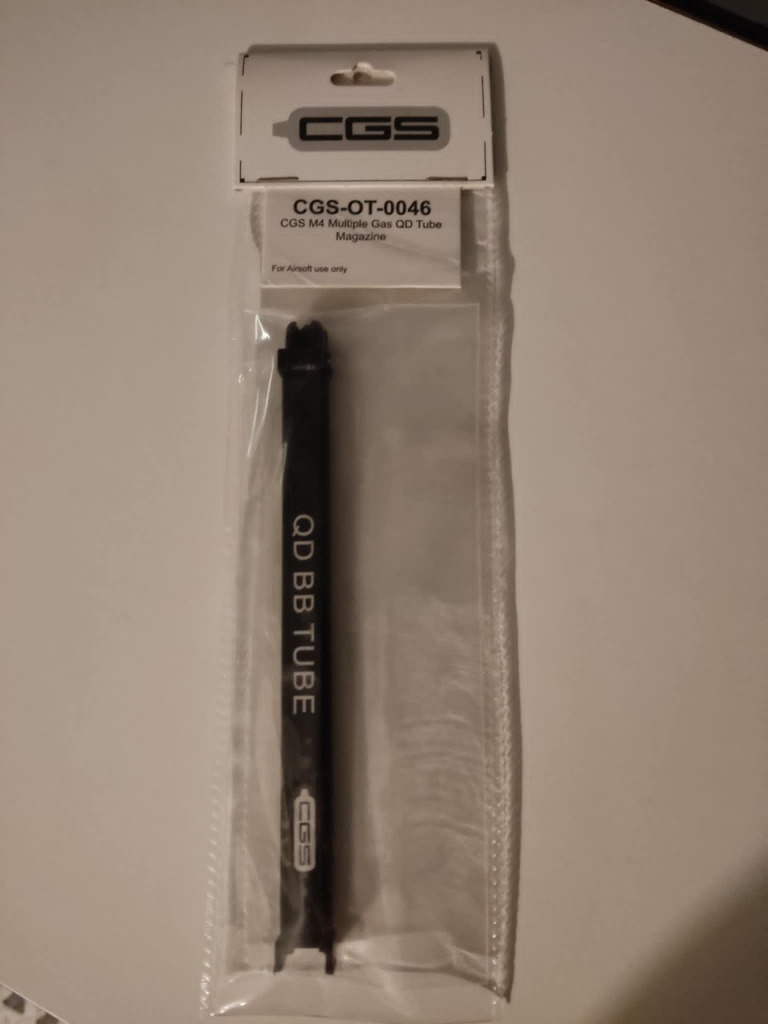 CGS
CGS-OT-0046
CGS M4 Multiple Gas QD Tube
Magazine
For Airsoft use only
QD BB TUBE
CGS